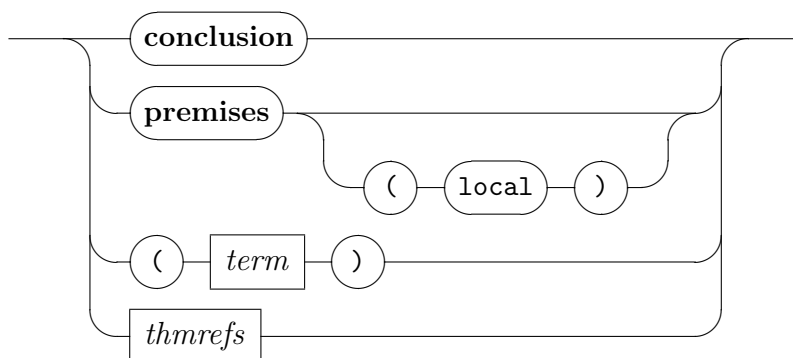 conclusion
premises
( local )
( term )
thmrefs